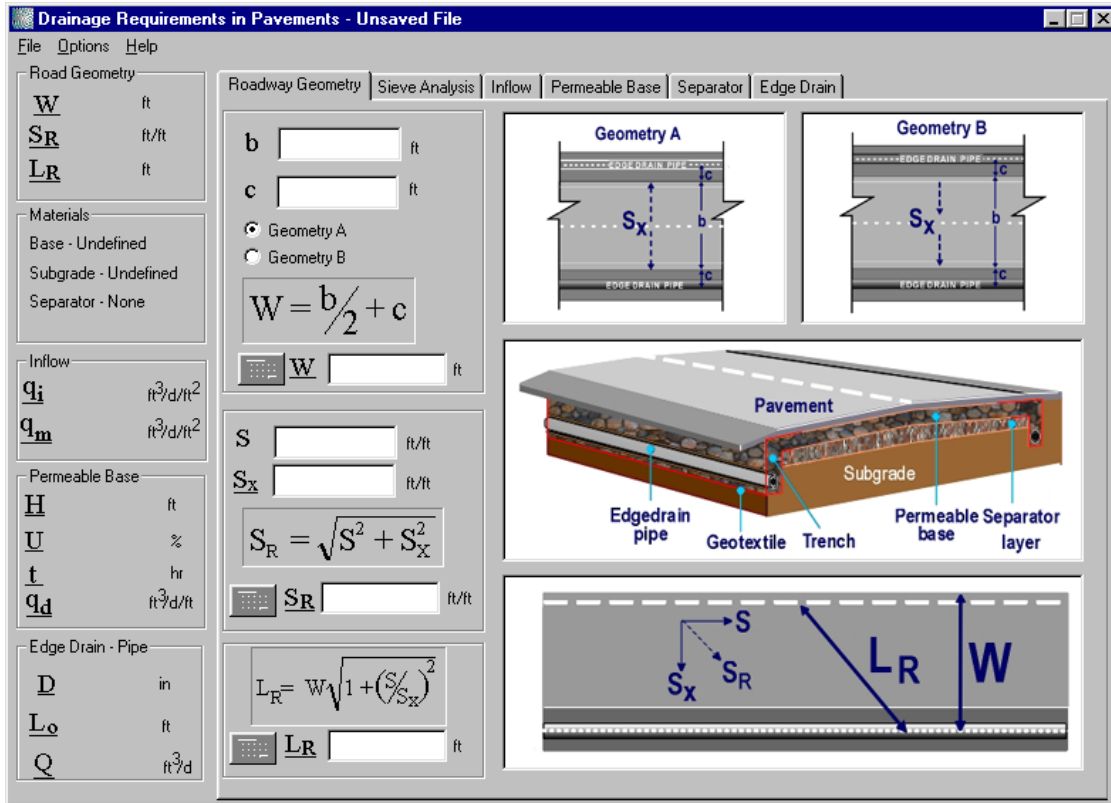 Drainage Requirements in Pavements - Unsaved File
File Options Help
Road Geometry
W ft
SR ft/ft
LR ft
Materials
Base - Undefined
Subgrade - Undefined
Separator - None
Inflow
qi ft³/d/ft²
qm ft³/d/ft²
Permeable Base
H ft
U %
t hr
qd ft³/d/ft
Edge Drain - Pipe
D in
Lo ft
Q ft³/d
Roadway Geometry Sieve Analysis Inflow Permeable Base Separator Edge Drain
b ft
c ft
Geometry A
Geometry B
W = b/2 + c
W ft
S ft/ft
Sx ft/ft
SR = √S² + Sx²
SR ft/ft
LR = W√1 + (S/Sx)²
LR ft
Geometry A
EDGE DRAIN PIPE
c
Sx
b
c
EDGE DRAIN PIPE
Geometry B
EDGE DRAIN PIPE
c
Sx
b
c
EDGE DRAIN PIPE
Pavement
Subgrade
Edgedrain
pipe
Geotextile
Trench
Permeable
base
Separator
layer
S
SR
Sx
LR
W